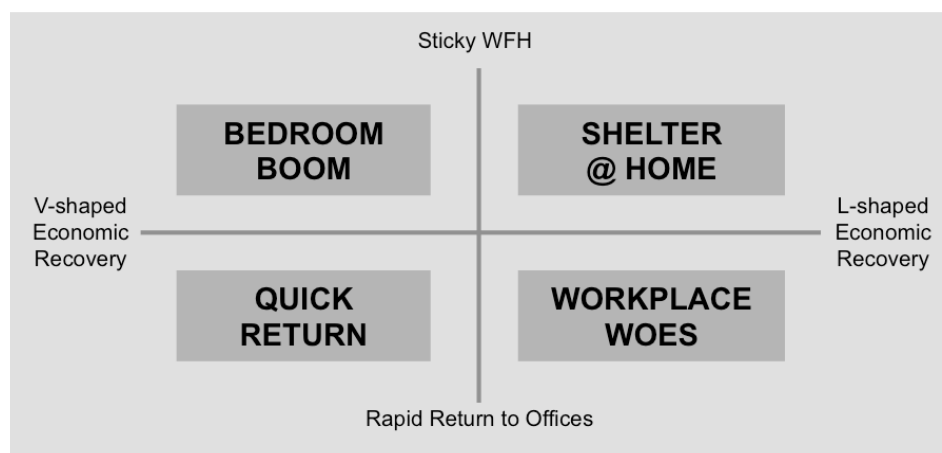 Sticky WFH
BEDROOM
BOOM
SHELTER
@ HOME
V-shaped
Economic
Recovery
L-shaped
Economic
Recovery
QUICK
RETURN
WORKPLACE
WOES
Rapid Return to Offices